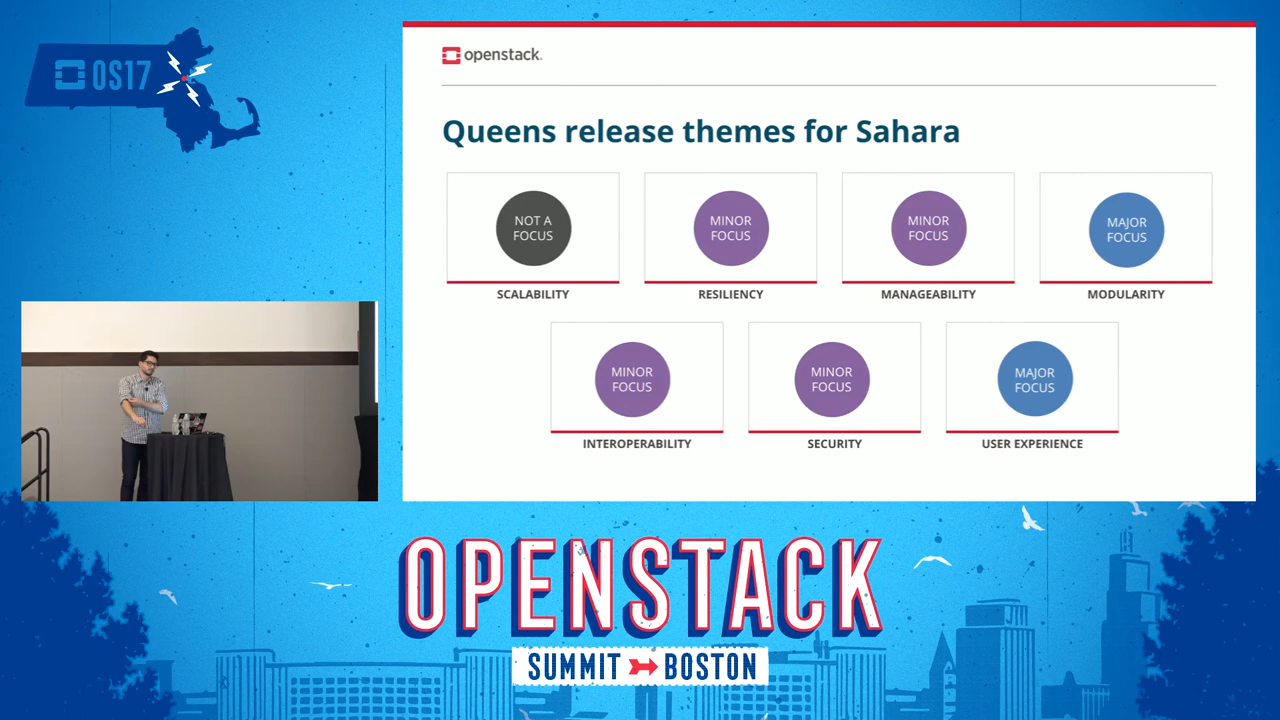 OS17
openstack.
Queens release themes for Sahara
NOT A
FOCUS
SCALABILITY
MINOR
FOCUS
RESILIENCY
MINOR
FOCUS
MANAGEABILITY
MAJOR
FOCUS
MODULARITY
MINOR
FOCUS
INTEROPERABILITY
MINOR
FOCUS
SECURITY
MAJOR
FOCUS
USER EXPERIENCE
OPENSTACK
SUMMIT BOSTON